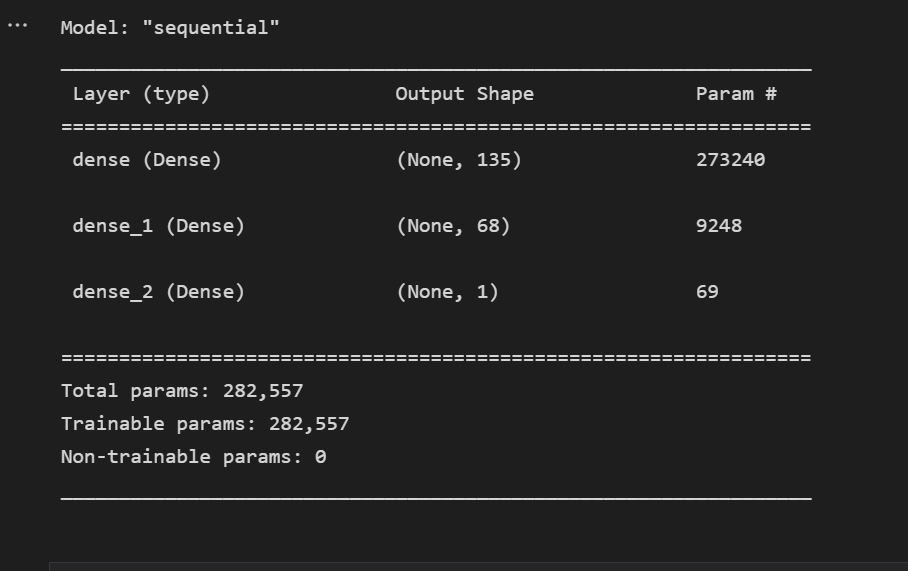 Model: "sequential"
_________________________________________________________________
Layer (type) Output Shape Param #
=================================================================
dense (Dense) (None, 135) 273240
dense_1 (Dense) (None, 68) 9248
dense_2 (Dense) (None, 1) 69
=================================================================
Total params: 282,557
Trainable params: 282,557
Non-trainable params: 0
_________________________________________________________________